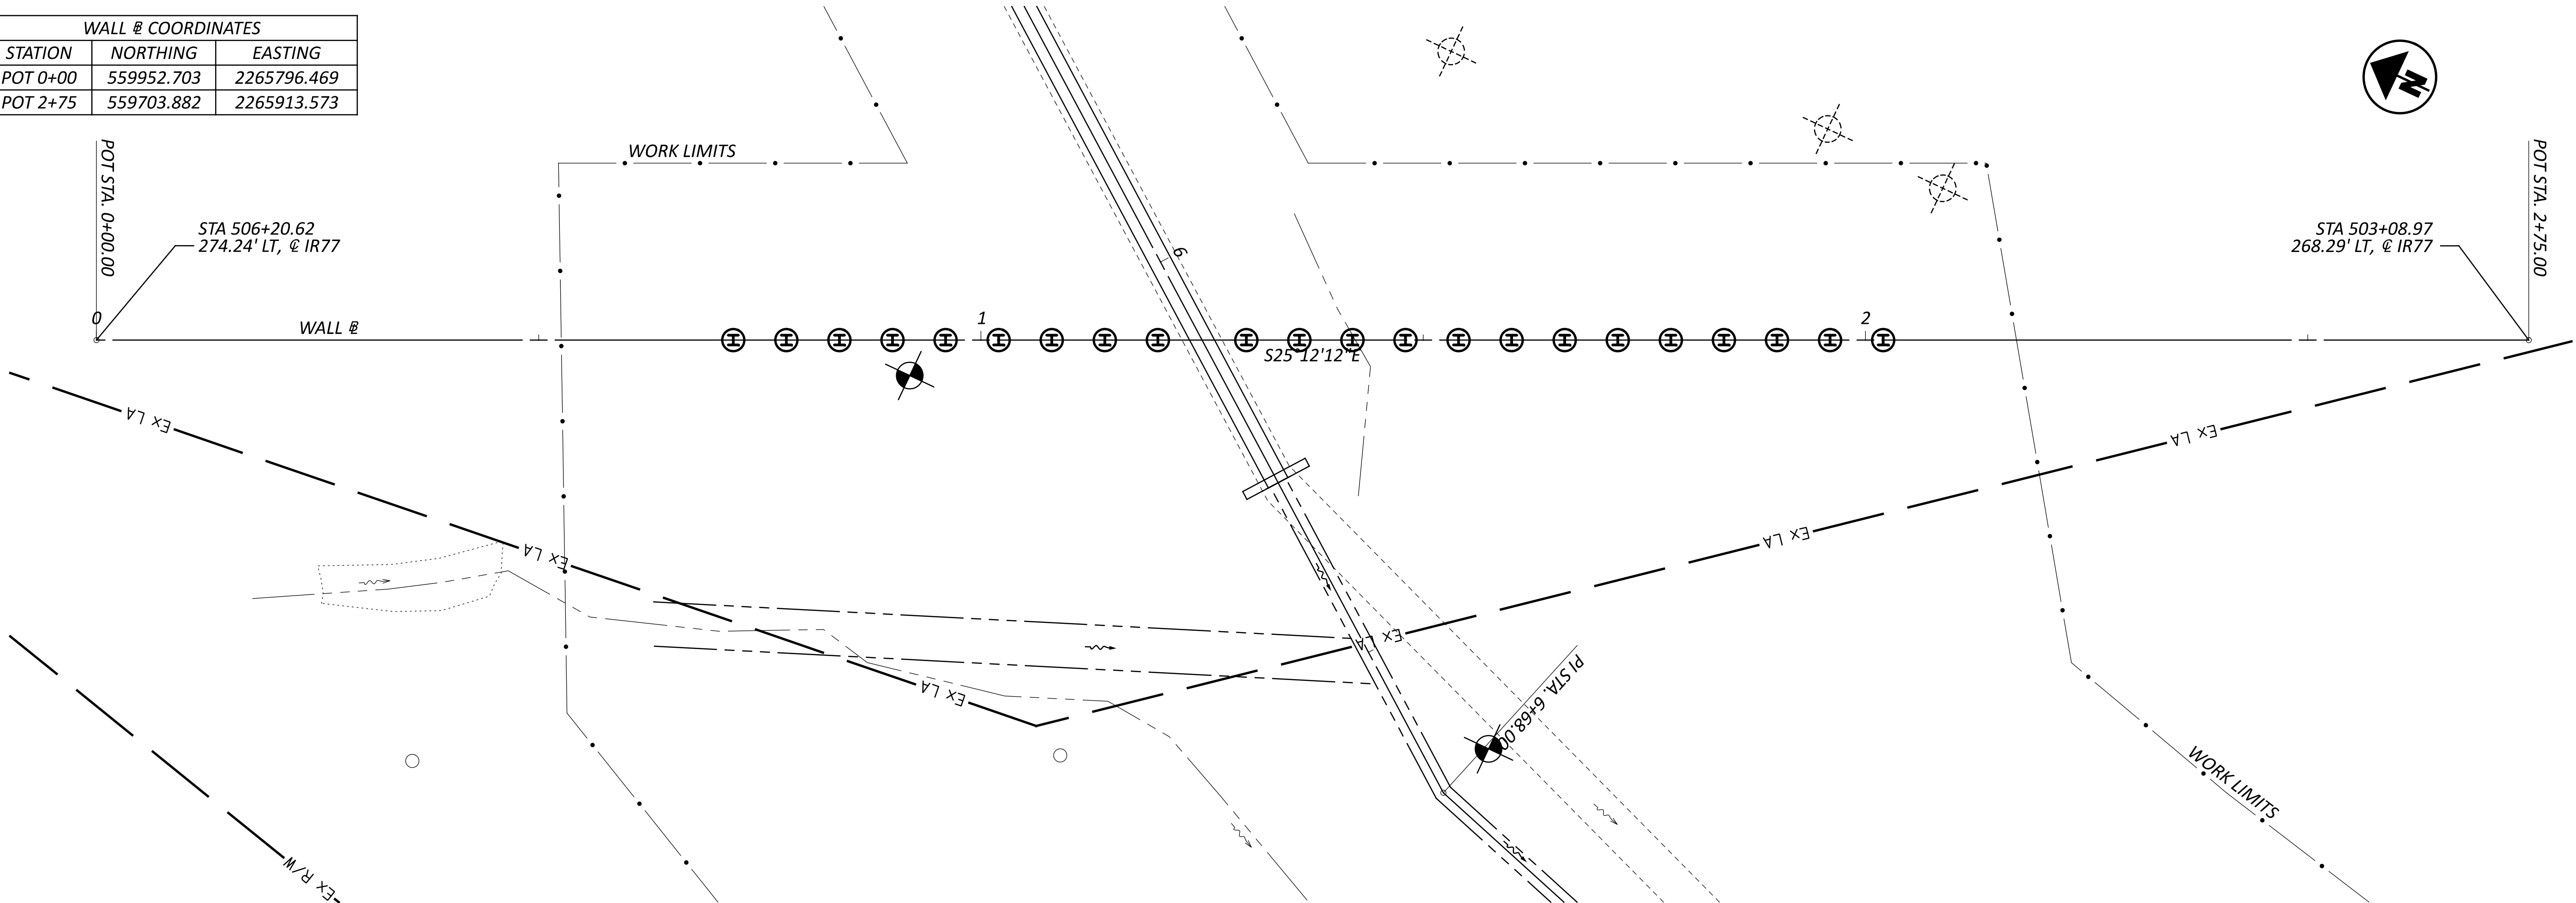 WALL ⅊ COORDINATES
STATION NORTHING EASTING
POT 0+00 559952.703 2265796.469
POT 2+75 559703.882 2265913.573
N
POT STA. 0+00.00
STA 506+20.62
274.24' LT, ℄ IR77
WORK LIMITS
6
STA 503+08.97
268.29' LT, ℄ IR77
POT STA. 2+75.00
0
WALL ⅊
1
2
S25°12'12"E
Ex LA
Ex LA
Ex LA
Ex LA
Ex LA
Ex LA
PI STA. 6+68.00
WORK LIMITS
Ex R/W